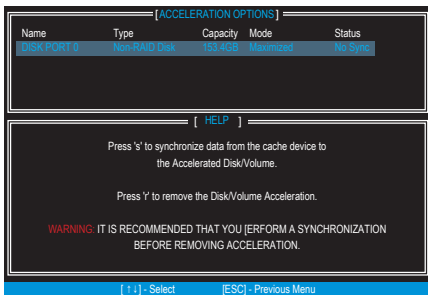 [ACCELERATION OPTIONS]
Name Type Capacity Mode Status
DISK PORT 0 Non-RAID Disk 153.4GB Maximized No Sync
[ HELP ]
Press 's' to synchronize data from the cache device to
the Accelerated Disk/Volume.
Press 'r' to remove the Disk/Volume Acceleration.
WARNING: IT IS RECOMMENDED THAT YOU [ERFORM A SYNCHRONIZATION
BEFORE REMOVING ACCELERATION.
[ ↑↓] - Select [ESC] - Previous Menu